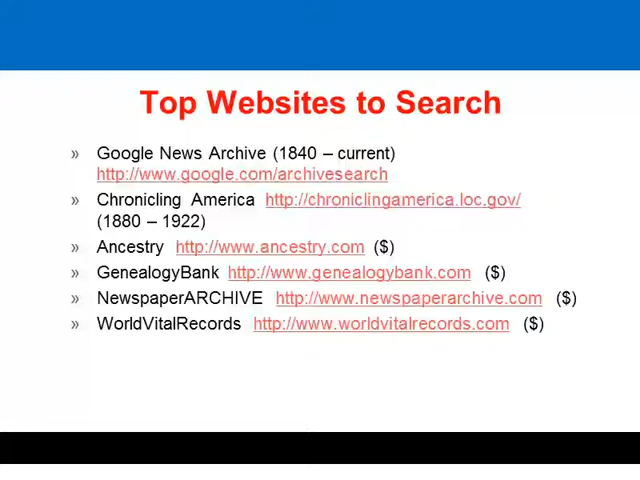 Top Websites to Search
» Google News Archive (1840 – current)
http://www.google.com/archivesearch
» Chronicling America http://chroniclingamerica.loc.gov/
(1880 – 1922)
» Ancestry http://www.ancestry.com ($)
» GenealogyBank http://www.genealogybank.com ($)
» NewspaperARCHIVE http://www.newspaperarchive.com ($)
» WorldVitalRecords http://www.worldvitalrecords.com ($)